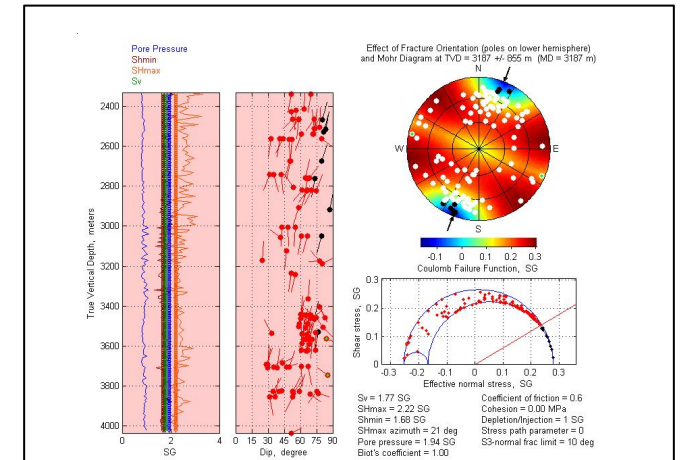 Pore Pressure
Shmin
SHmax
Sv
Effect of Fracture Orientation (poles on lower hemisphere)
and Mohr Diagram at TVD = 3187 +/- 855 m (MD = 3187 m)
N
W
E
S
-0.1 0 0.1 0.2 0.3
Coulomb Failure Function, SG
True Vertical Depth, meters
2400
2600
2800
3000
3200
3400
3600
3800
4000
0 2 4
SG
0 15 30 45 60 75 90
Dip, degree
Shear stress, SG
0.3
0.2
0.1
0
-0.3 -0.2 -0.1 0 0.1 0.2 0.3
Effective normal stress, SG
Sv = 1.77 SG
SHmax = 2.22 SG
Shmin = 1.68 SG
SHmax azimuth = 21 deg
Pore pressure = 1.94 SG
Biot's coefficient = 1.00
Coefficient of friction = 0.6
Cohesion = 0.00 MPa
Depletion/Injection = 1 SG
Stress path parameter = 0
S3-normal frac limit = 10 deg